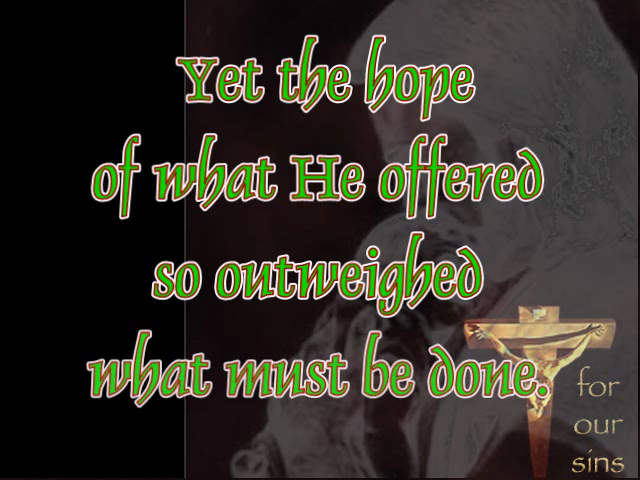 Yet the hope
of what He offered
so outweighed
what must be done.
for
our
sins